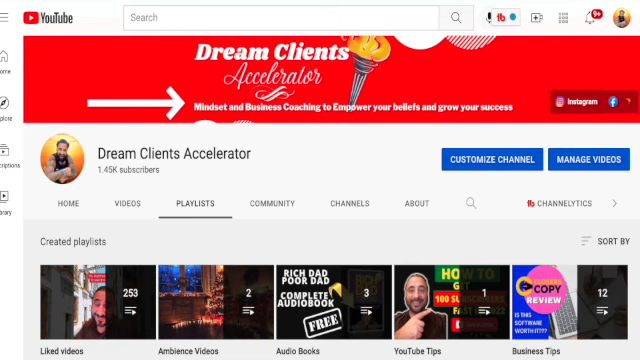 YouTube
Search
tb
9+
Dream Clients
Accelerator
Mindset and Business Coaching to Empower your beliefs and grow your success
Instagram
ome
plore
criptions
brary
Dream Clients Accelerator
1.45K subscribers
CUSTOMIZE CHANNEL
MANAGE VIDEOS
HOME
VIDEOS
PLAYLISTS
COMMUNITY
CHANNELS
ABOUT
tb CHANNELYTICS
Created playlists
SORT BY
253
2
RICH DAD
POOR DAD
COMPLETE
AUDIOBOOK
FREE
3
HOW TO
GET
100 SUBSCRIBERS
1
COPY
REVIEW
IS THIS
SOFTWARE
WORTH IT???
12
Liked videos
Ambience Videos
Audio Books
YouTube Tips
Business Tips